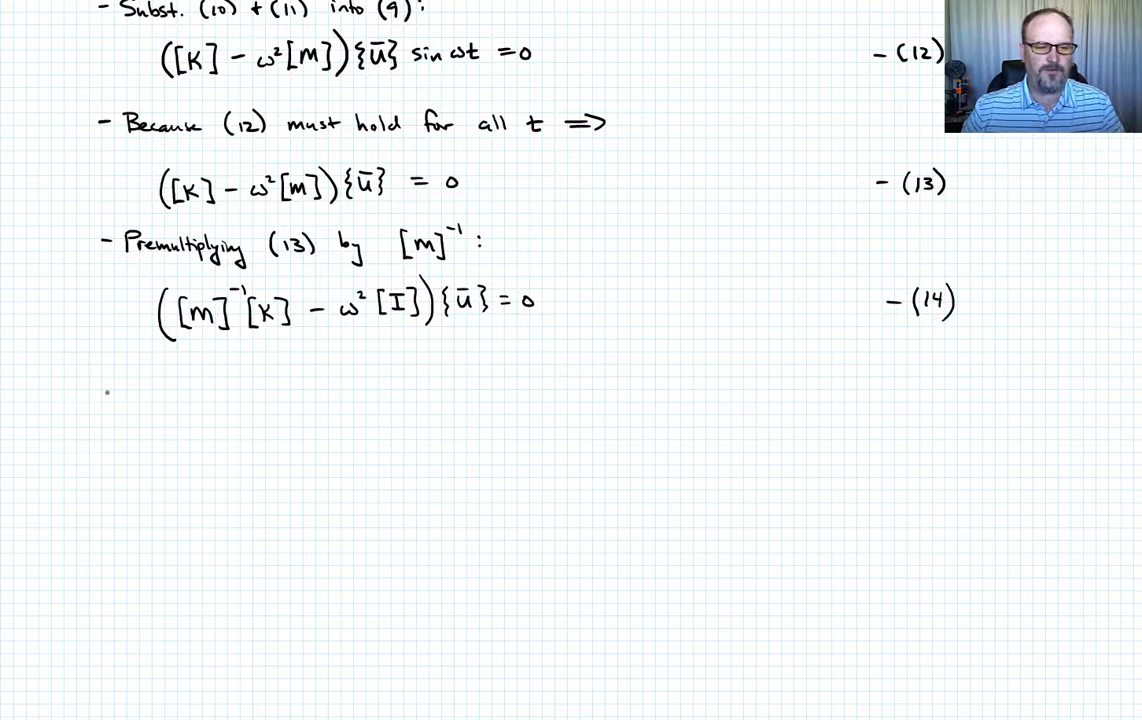 - Subst. (10) + (11) into (9):
([K] - ω²[M]){ū} sin ωt = 0 - (12)
- Because (12) must hold for all t ⟹
([K] - ω²[M]){ū} = 0 - (13)
- Premultiplying (13) by [M]⁻¹:
([M]⁻¹[K] - ω²[I]){ū} = 0 - (14)